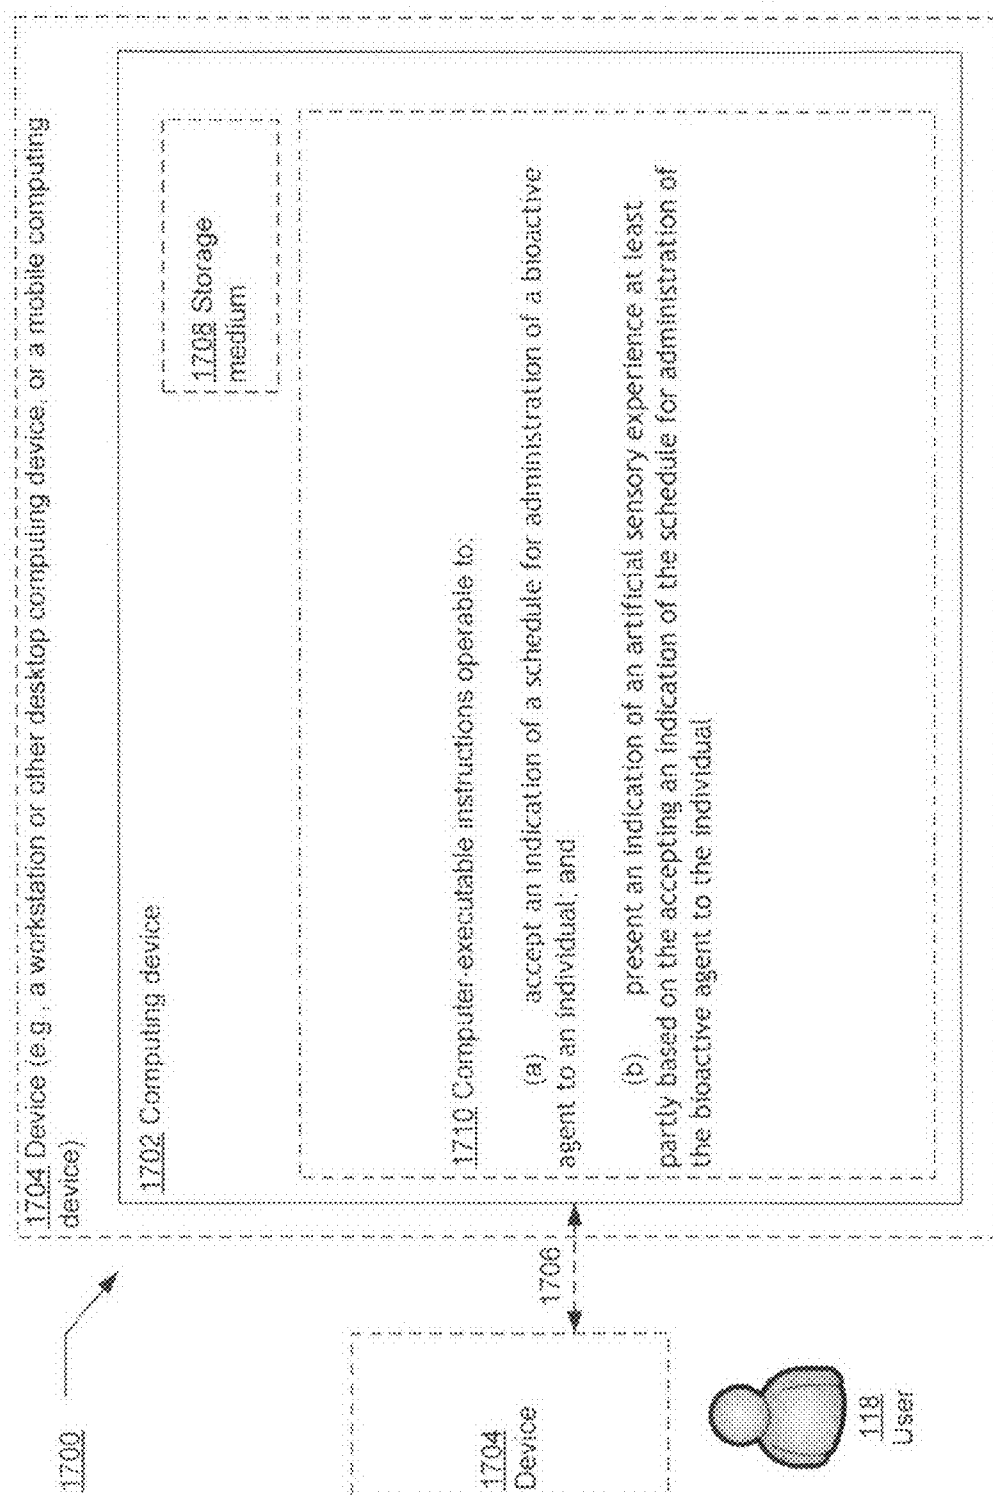 1700
1704 Device (e.g., a workstation or other desktop computing device, or a mobile computing
device)
1702 Computing device
1708 Storage
medium
1710 Computer-executable instructions operable to:
(a) accept an indication of a schedule for administration of a bioactive
agent to an individual; and
(b) present an indication of an artificial sensory experience at least
partly based on the accepting an indication of the schedule for administration of
the bioactive agent to the individual
1706
1704
Device
118
User